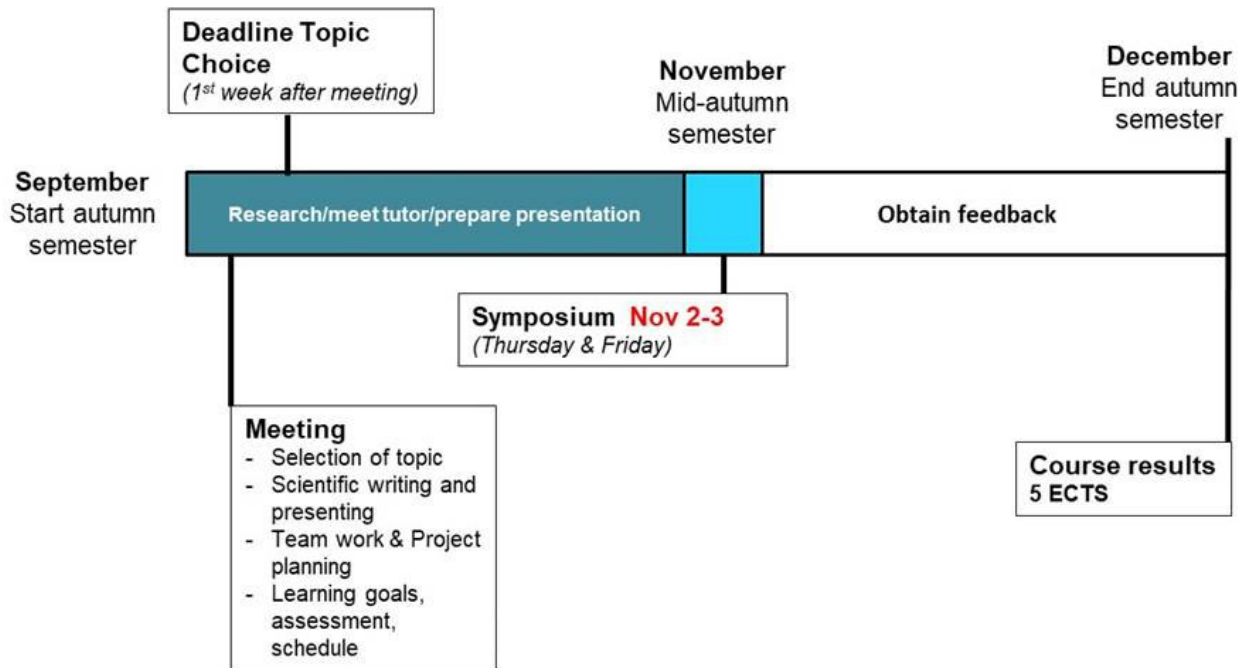 Deadline Topic
Choice
(1st week after meeting)
November
Mid-autumn
semester
December
End autumn
semester
September
Start autumn
semester
Research/meet tutor/prepare presentation
Obtain feedback
Symposium Nov 2-3
(Thursday & Friday)
Meeting
- Selection of topic
- Scientific writing and
presenting
- Team work & Project
planning
- Learning goals,
assessment,
schedule
Course results
5 ECTS